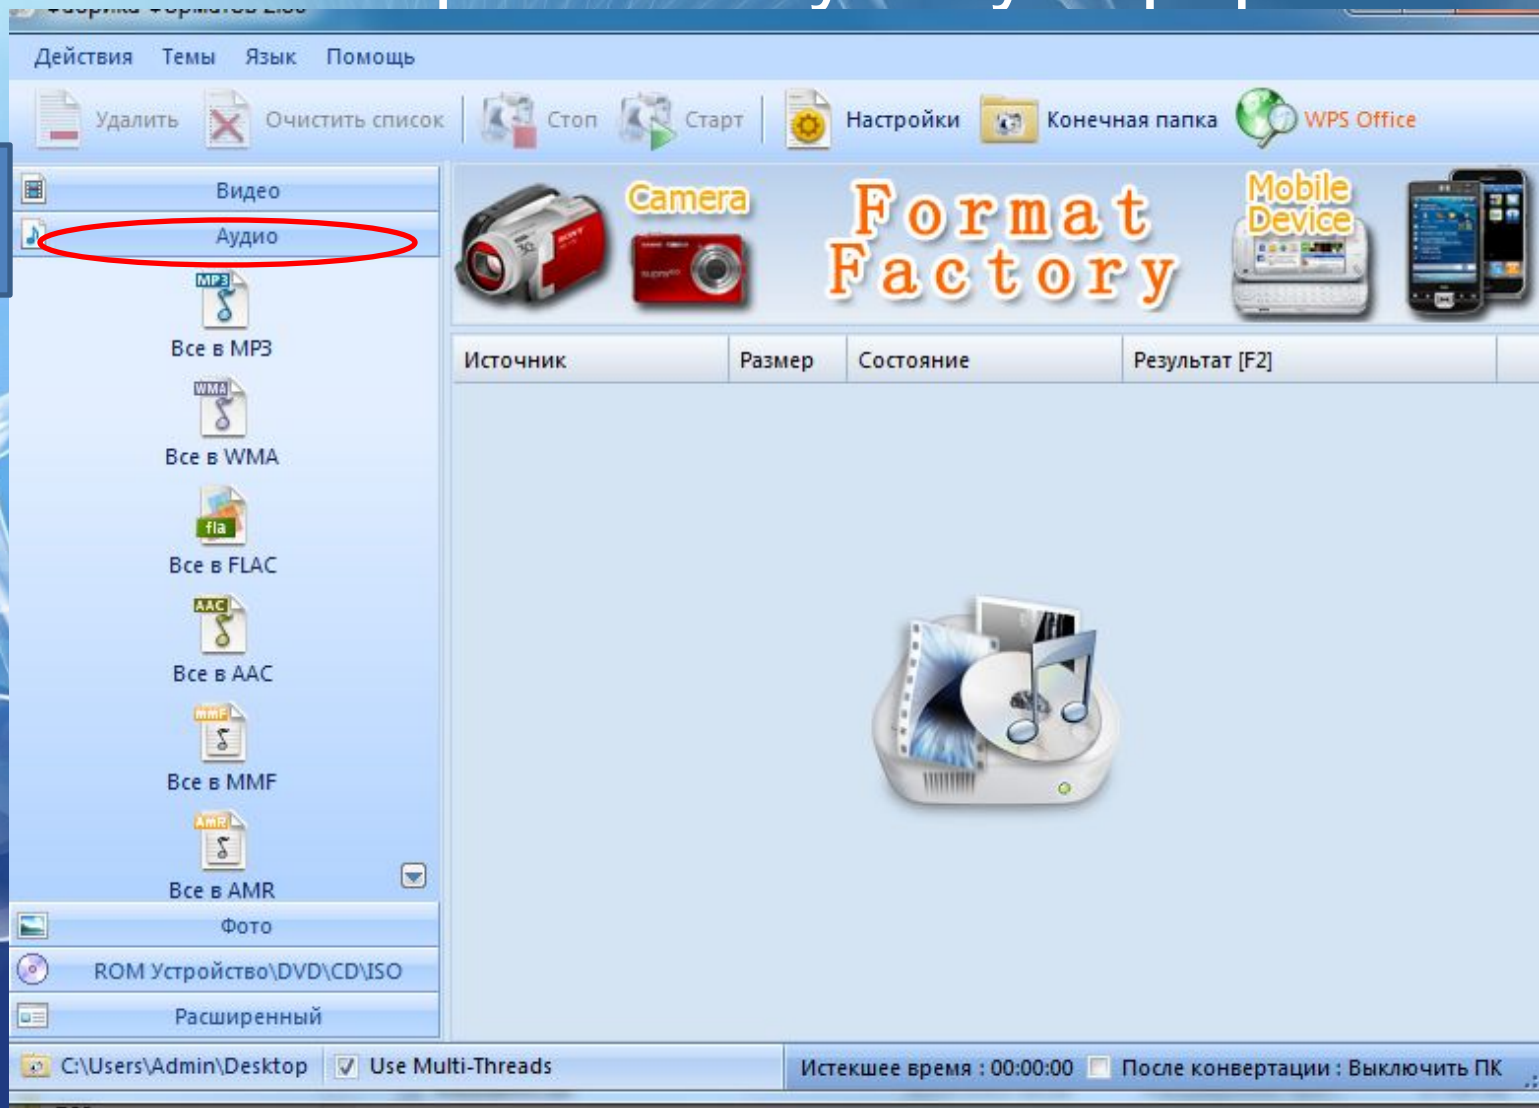 Действия Темы Язык Помощь
Удалить Очистить список Стоп Старт Настройки Конечная папка WPS Office
Видео
Аудио
Camera
Format
Factory
Mobile
Device
MP3
Все в MP3
WMA
Все в WMA
fla
Все в FLAC
AAC
Все в AAC
mmF
Все в MMF
AmR
Все в AMR
Источник Размер Состояние Результат [F2]
Фото
ROM Устройство\DVD\CD\ISO
Расширенный
C:\Users\Admin\Desktop Use Multi-Threads Истекшее время : 00:00:00 После конвертации : Выключить ПК